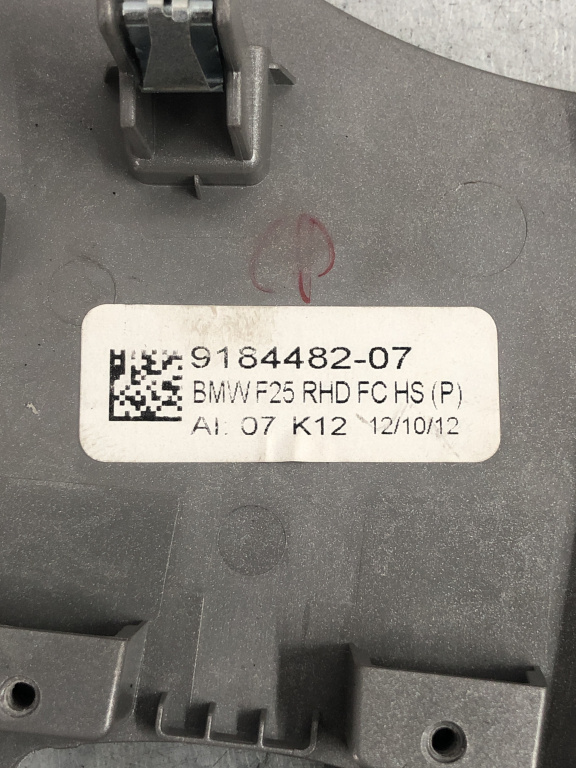 9184482-07
BMW F25 RHD FC HS (P)
AI: 07 K12 12/10/12